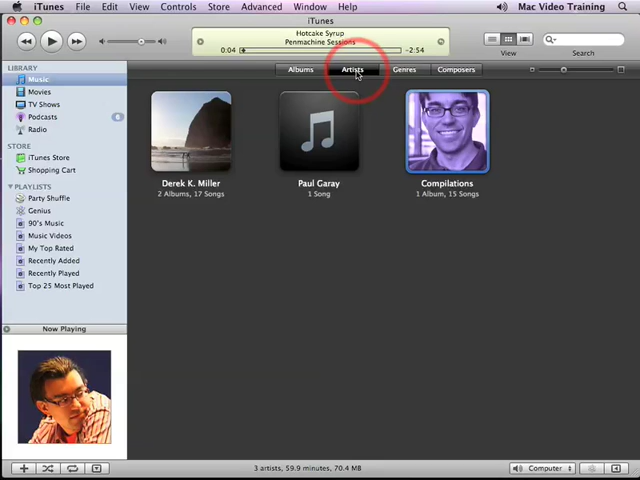 iTunes File Edit View Controls Store Advanced Window Help Mac Video Training
iTunes
Hotcake Syrup
Penmachine Sessions
0:04 -2:54
View
Search
LIBRARY
Music
Movies
TV Shows
Podcasts
Radio
STORE
iTunes Store
Shopping Cart
PLAYLISTS
Party Shuffle
Genius
90's Music
Music Videos
My Top Rated
Recently Added
Recently Played
Top 25 Most Played
Now Playing
Albums Artists Genres Composers
Derek K. Miller
2 Albums, 17 Songs
Paul Garay
1 Song
Compilations
1 Album, 15 Songs
3 artists, 59.9 minutes, 70.4 MB
Computer